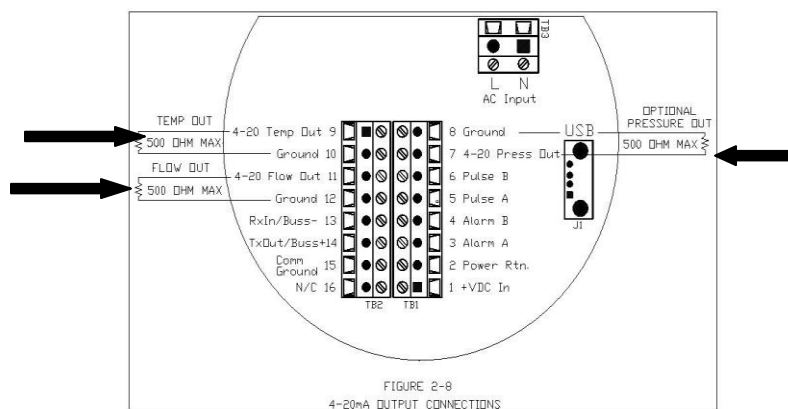 TB3
L N
AC Input
TEMP OUT
500 OHM MAX
FLOW OUT
500 OHM MAX
4-20 Temp Out 9
Ground 10
4-20 Flow Out 11
Ground 12
RxIn/Buss- 13
TxOut/Buss+14
Comm
Ground 15
N/C 16
TB2
TB1
8 Ground
7 4-20 Press Out
6 Pulse B
5 Pulse A
4 Alarm B
3 Alarm A
2 Power Rtn.
1 +VDC In
USB
J1
OPTIONAL
PRESSURE OUT
500 OHM MAX
FIGURE 2-8
4-20mA OUTPUT CONNECTIONS